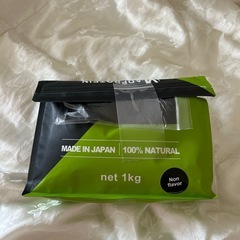 MADE IN JAPAN 100% NATURAL
Non
flavor
net 1kg